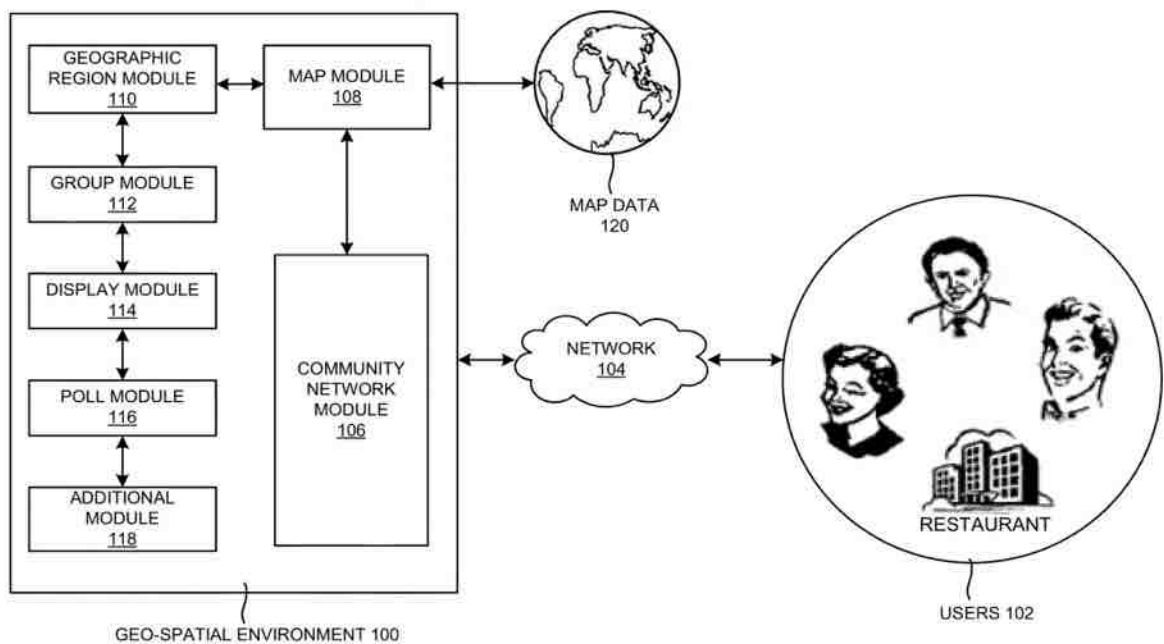 GEOGRAPHIC
REGION MODULE
110
MAP MODULE
108
GROUP MODULE
112
MAP DATA
120
DISPLAY MODULE
114
COMMUNITY
NETWORK
MODULE
106
NETWORK
104
POLL MODULE
116
ADDITIONAL
MODULE
118
RESTAURANT
USERS 102
GEO-SPATIAL ENVIRONMENT 100